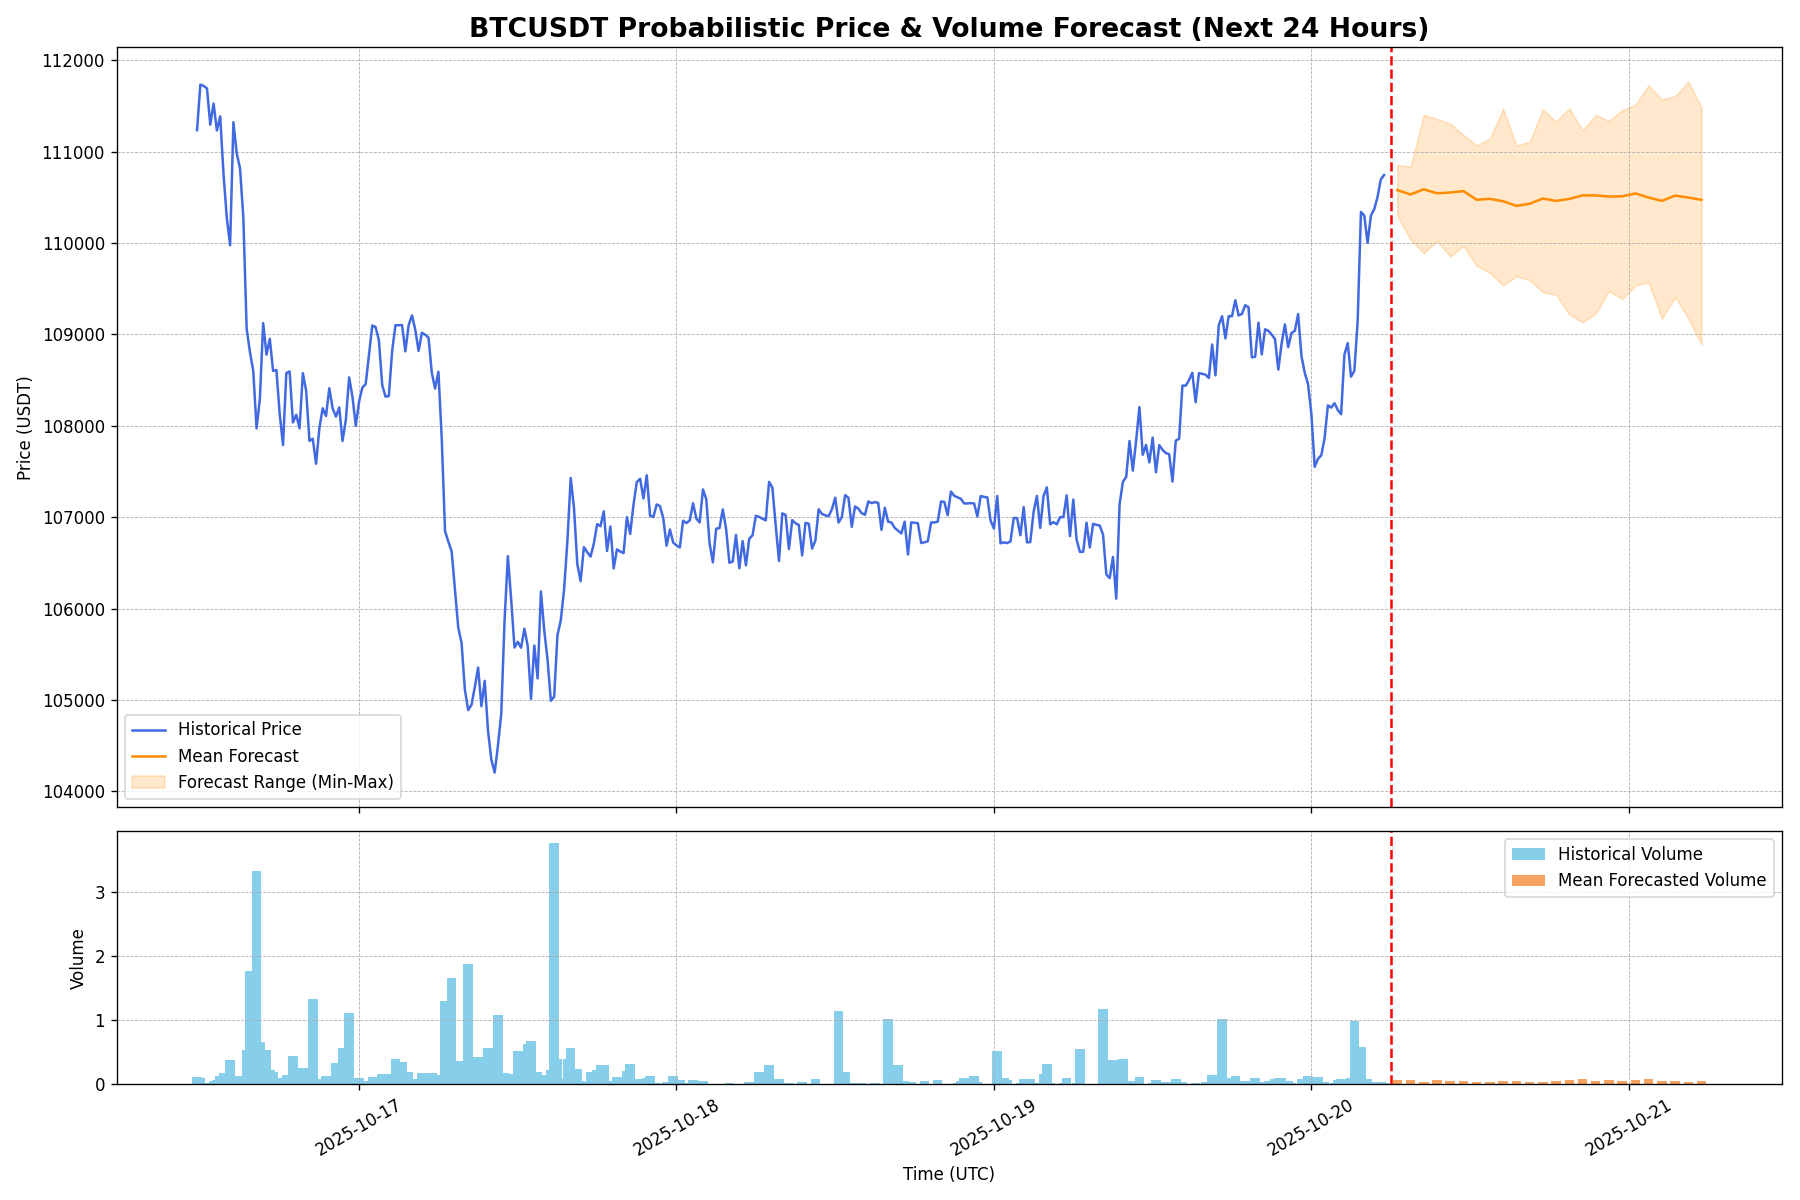 BTCUSDT Probabilistic Price & Volume Forecast (Next 24 Hours)
112000
111000
110000
109000
108000
107000
106000
105000
104000
Price (USDT)
Historical Price
Mean Forecast
Forecast Range (Min-Max)
3
2
1
0
Volume
Historical Volume
Mean Forecasted Volume
2025-10-17
2025-10-18
2025-10-19
2025-10-20
2025-10-21
Time (UTC)